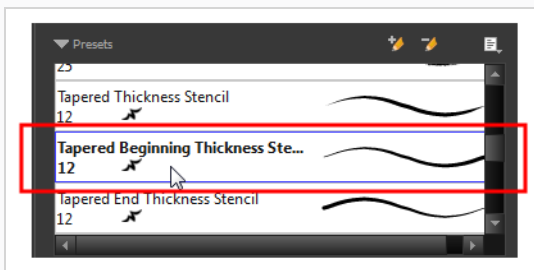 Presets
25
Tapered Thickness Stencil
12
Tapered Beginning Thickness Ste...
12
Tapered End Thickness Stencil
12